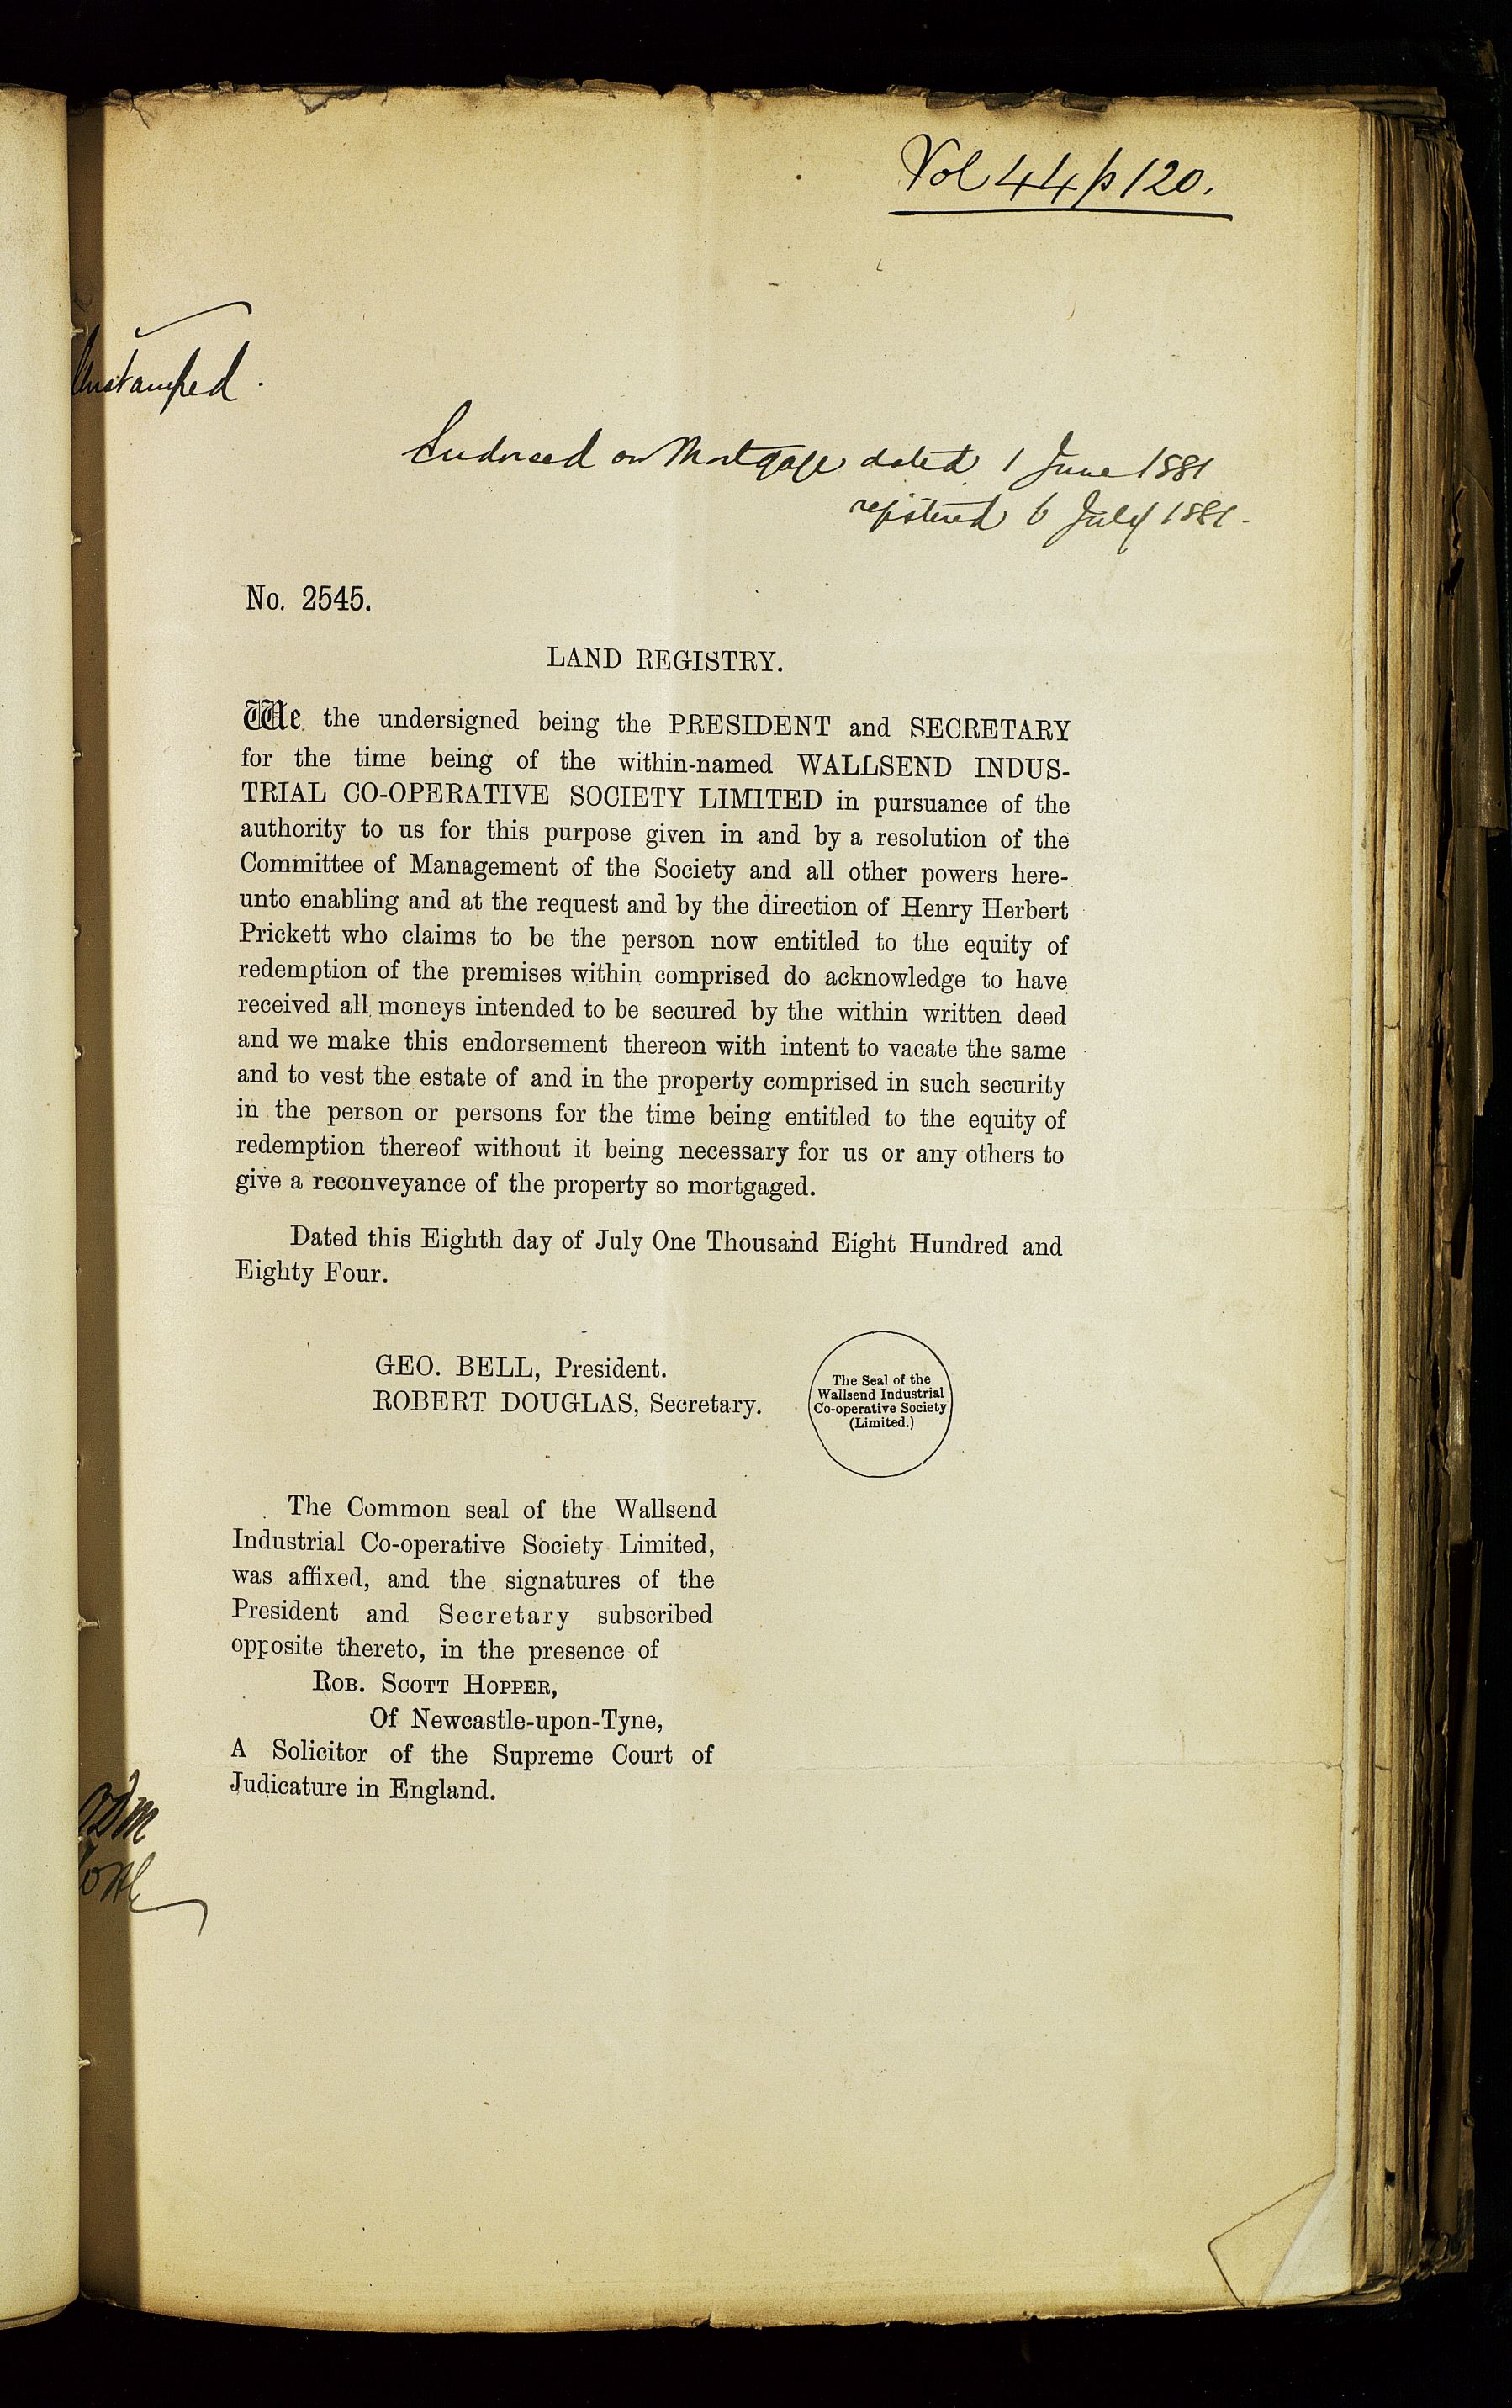 Vol 44 p 120.
Unstamped.
Endorsed on Mortgage dated 1 June 1881
registered 6 July 1881.
No. 2545.
LAND REGISTRY.
We the undersigned being the PRESIDENT and SECRETARY
for the time being of the within-named WALLSEND INDUS-
TRIAL CO-OPERATIVE SOCIETY LIMITED in pursuance of the
authority to us for this purpose given in and by a resolution of the
Committee of Management of the Society and all other powers here-
unto enabling and at the request and by the direction of Henry Herbert
Prickett who claims to be the person now entitled to the equity of
redemption of the premises within comprised do acknowledge to have
received all moneys intended to be secured by the within written deed
and we make this endorsement thereon with intent to vacate the same
and to vest the estate of and in the property comprised in such security
in the person or persons for the time being entitled to the equity of
redemption thereof without it being necessary for us or any others to
give a reconveyance of the property so mortgaged.
Dated this Eighth day of July One Thousand Eight Hundred and
Eighty Four.
GEO. BELL, President.
ROBERT DOUGLAS, Secretary.
The Seal of the
Wallsend Industrial
Co-operative Society
(Limited.)
The Common seal of the Wallsend
Industrial Co-operative Society Limited,
was affixed, and the signatures of the
President and Secretary subscribed
opposite thereto, in the presence of
ROB. SCOTT HOPPER,
Of Newcastle-upon-Tyne,
A Solicitor of the Supreme Court of
Judicature in England.